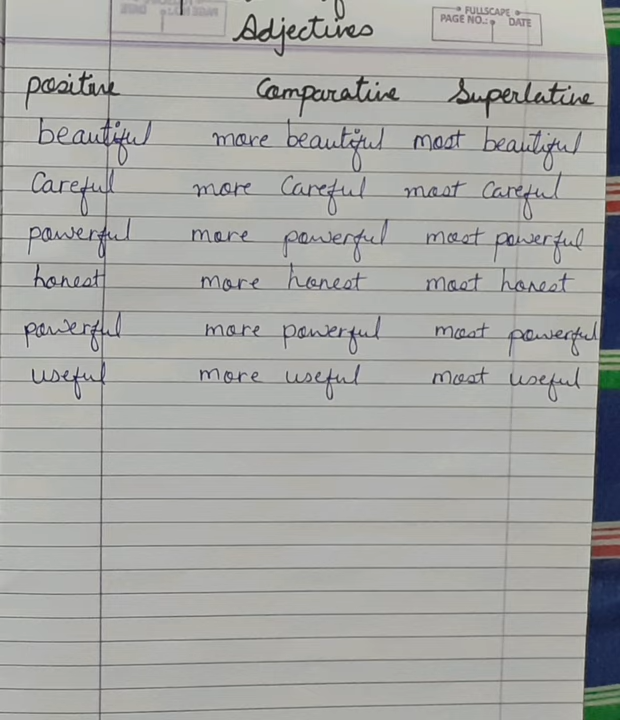 Adjectives
FULLSCAPE
PAGE NO.: DATE
positive Comparative Superlative
beautiful more beautiful most beautiful
Careful more Careful most Careful
powerful more powerful most powerful
honest more honest most honest
powerful more powerful most powerful
useful more useful most useful